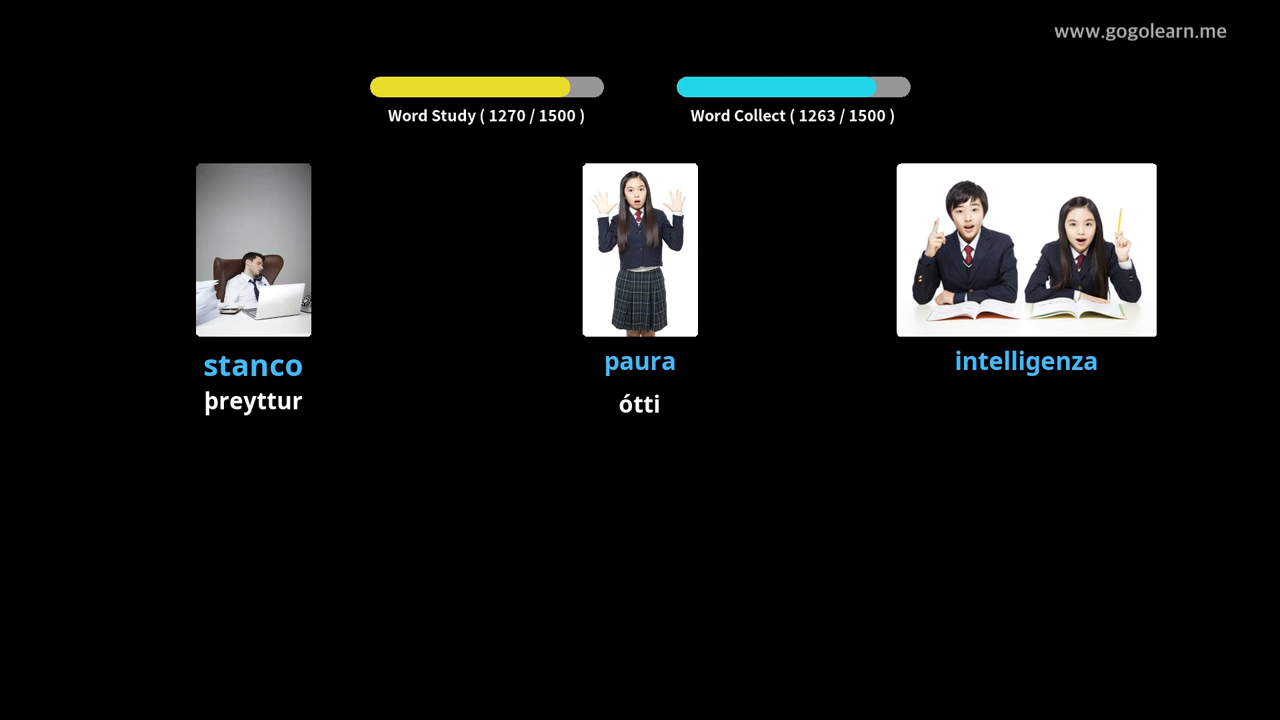 www.gogolearn.me
Word Study ( 1270 / 1500 )
Word Collect ( 1263 / 1500 )
stanco
þreyttur
paura
ótti
intelligenza